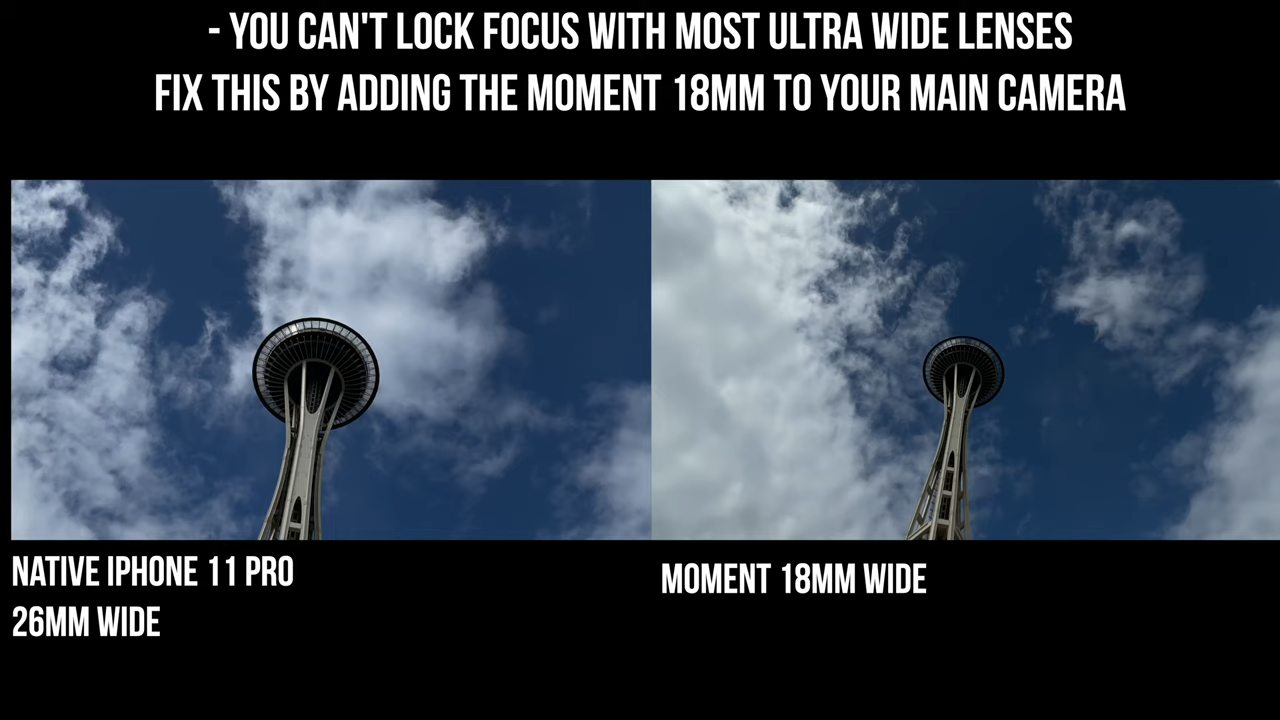 - YOU CAN'T LOCK FOCUS WITH MOST ULTRA WIDE LENSES
FIX THIS BY ADDING THE MOMENT 18MM TO YOUR MAIN CAMERA
NATIVE IPHONE 11 PRO
26MM WIDE
MOMENT 18MM WIDE